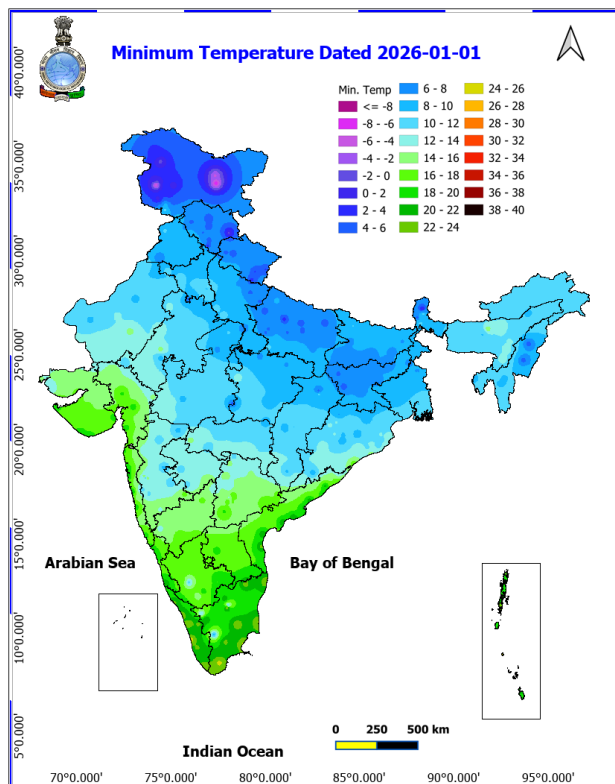 Minimum Temperature Dated 2026-01-01
Min. Temp
<= -8
-8 - -6
-6 - -4
-4 - -2
-2 - 0
0 - 2
2 - 4
4 - 6
6 - 8
8 - 10
10 - 12
12 - 14
14 - 16
16 - 18
18 - 20
20 - 22
22 - 24
24 - 26
26 - 28
28 - 30
30 - 32
32 - 34
34 - 36
36 - 38
38 - 40
40°0.000'
35°0.000'
30°0.000'
25°0.000'
20°0.000'
15°0.000'
10°0.000'
5°0.000'
Arabian Sea
Bay of Bengal
Indian Ocean
0 250 500 km
70°0.000' 75°0.000' 80°0.000' 85°0.000' 90°0.000' 95°0.000'